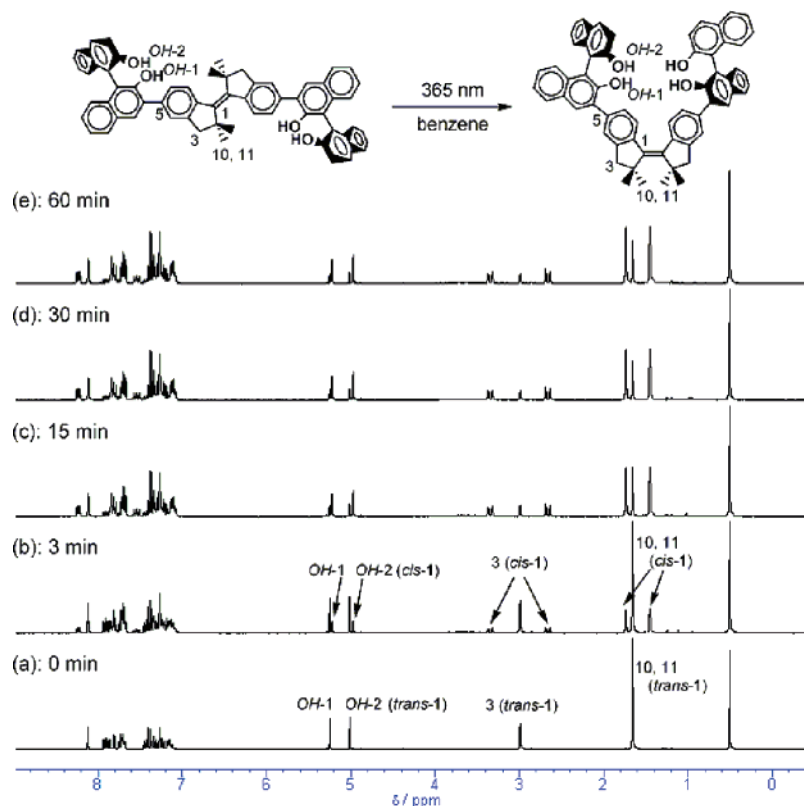 OH-2
OH-1
OH
OH
5
1
3
10, 11
HO
HO
365 nm
benzene
OH-2
HO
OH
OH-1
HO
OH
5
1
3
10, 11
(e): 60 min
(d): 30 min
(c): 15 min
(b): 3 min
OH-1
OH-2 (cis-1)
3 (cis-1)
10, 11
(cis-1)
(a): 0 min
OH-1
OH-2 (trans-1)
3 (trans-1)
10, 11
(trans-1)
8 7 6 5 4 3 2 1 0
δ / ppm